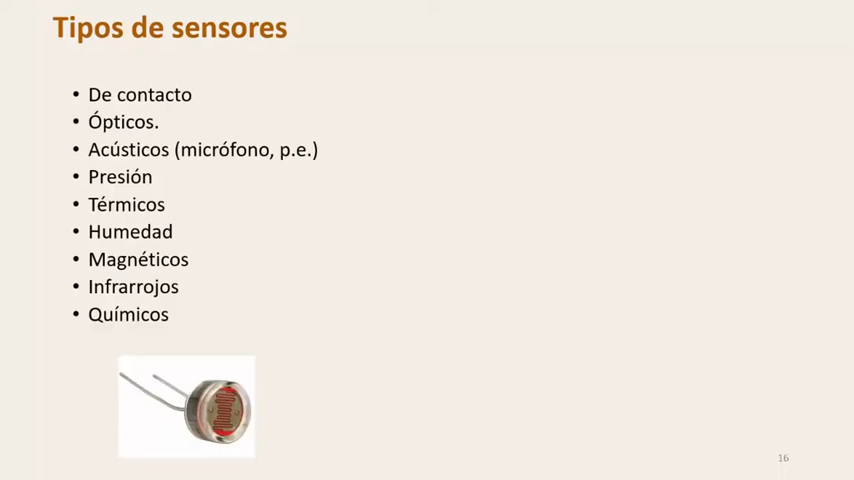 Tipos de sensores
• De contacto
• Ópticos.
• Acústicos (micrófono, p.e.)
• Presión
• Térmicos
• Humedad
• Magnéticos
• Infrarrojos
• Químicos
16